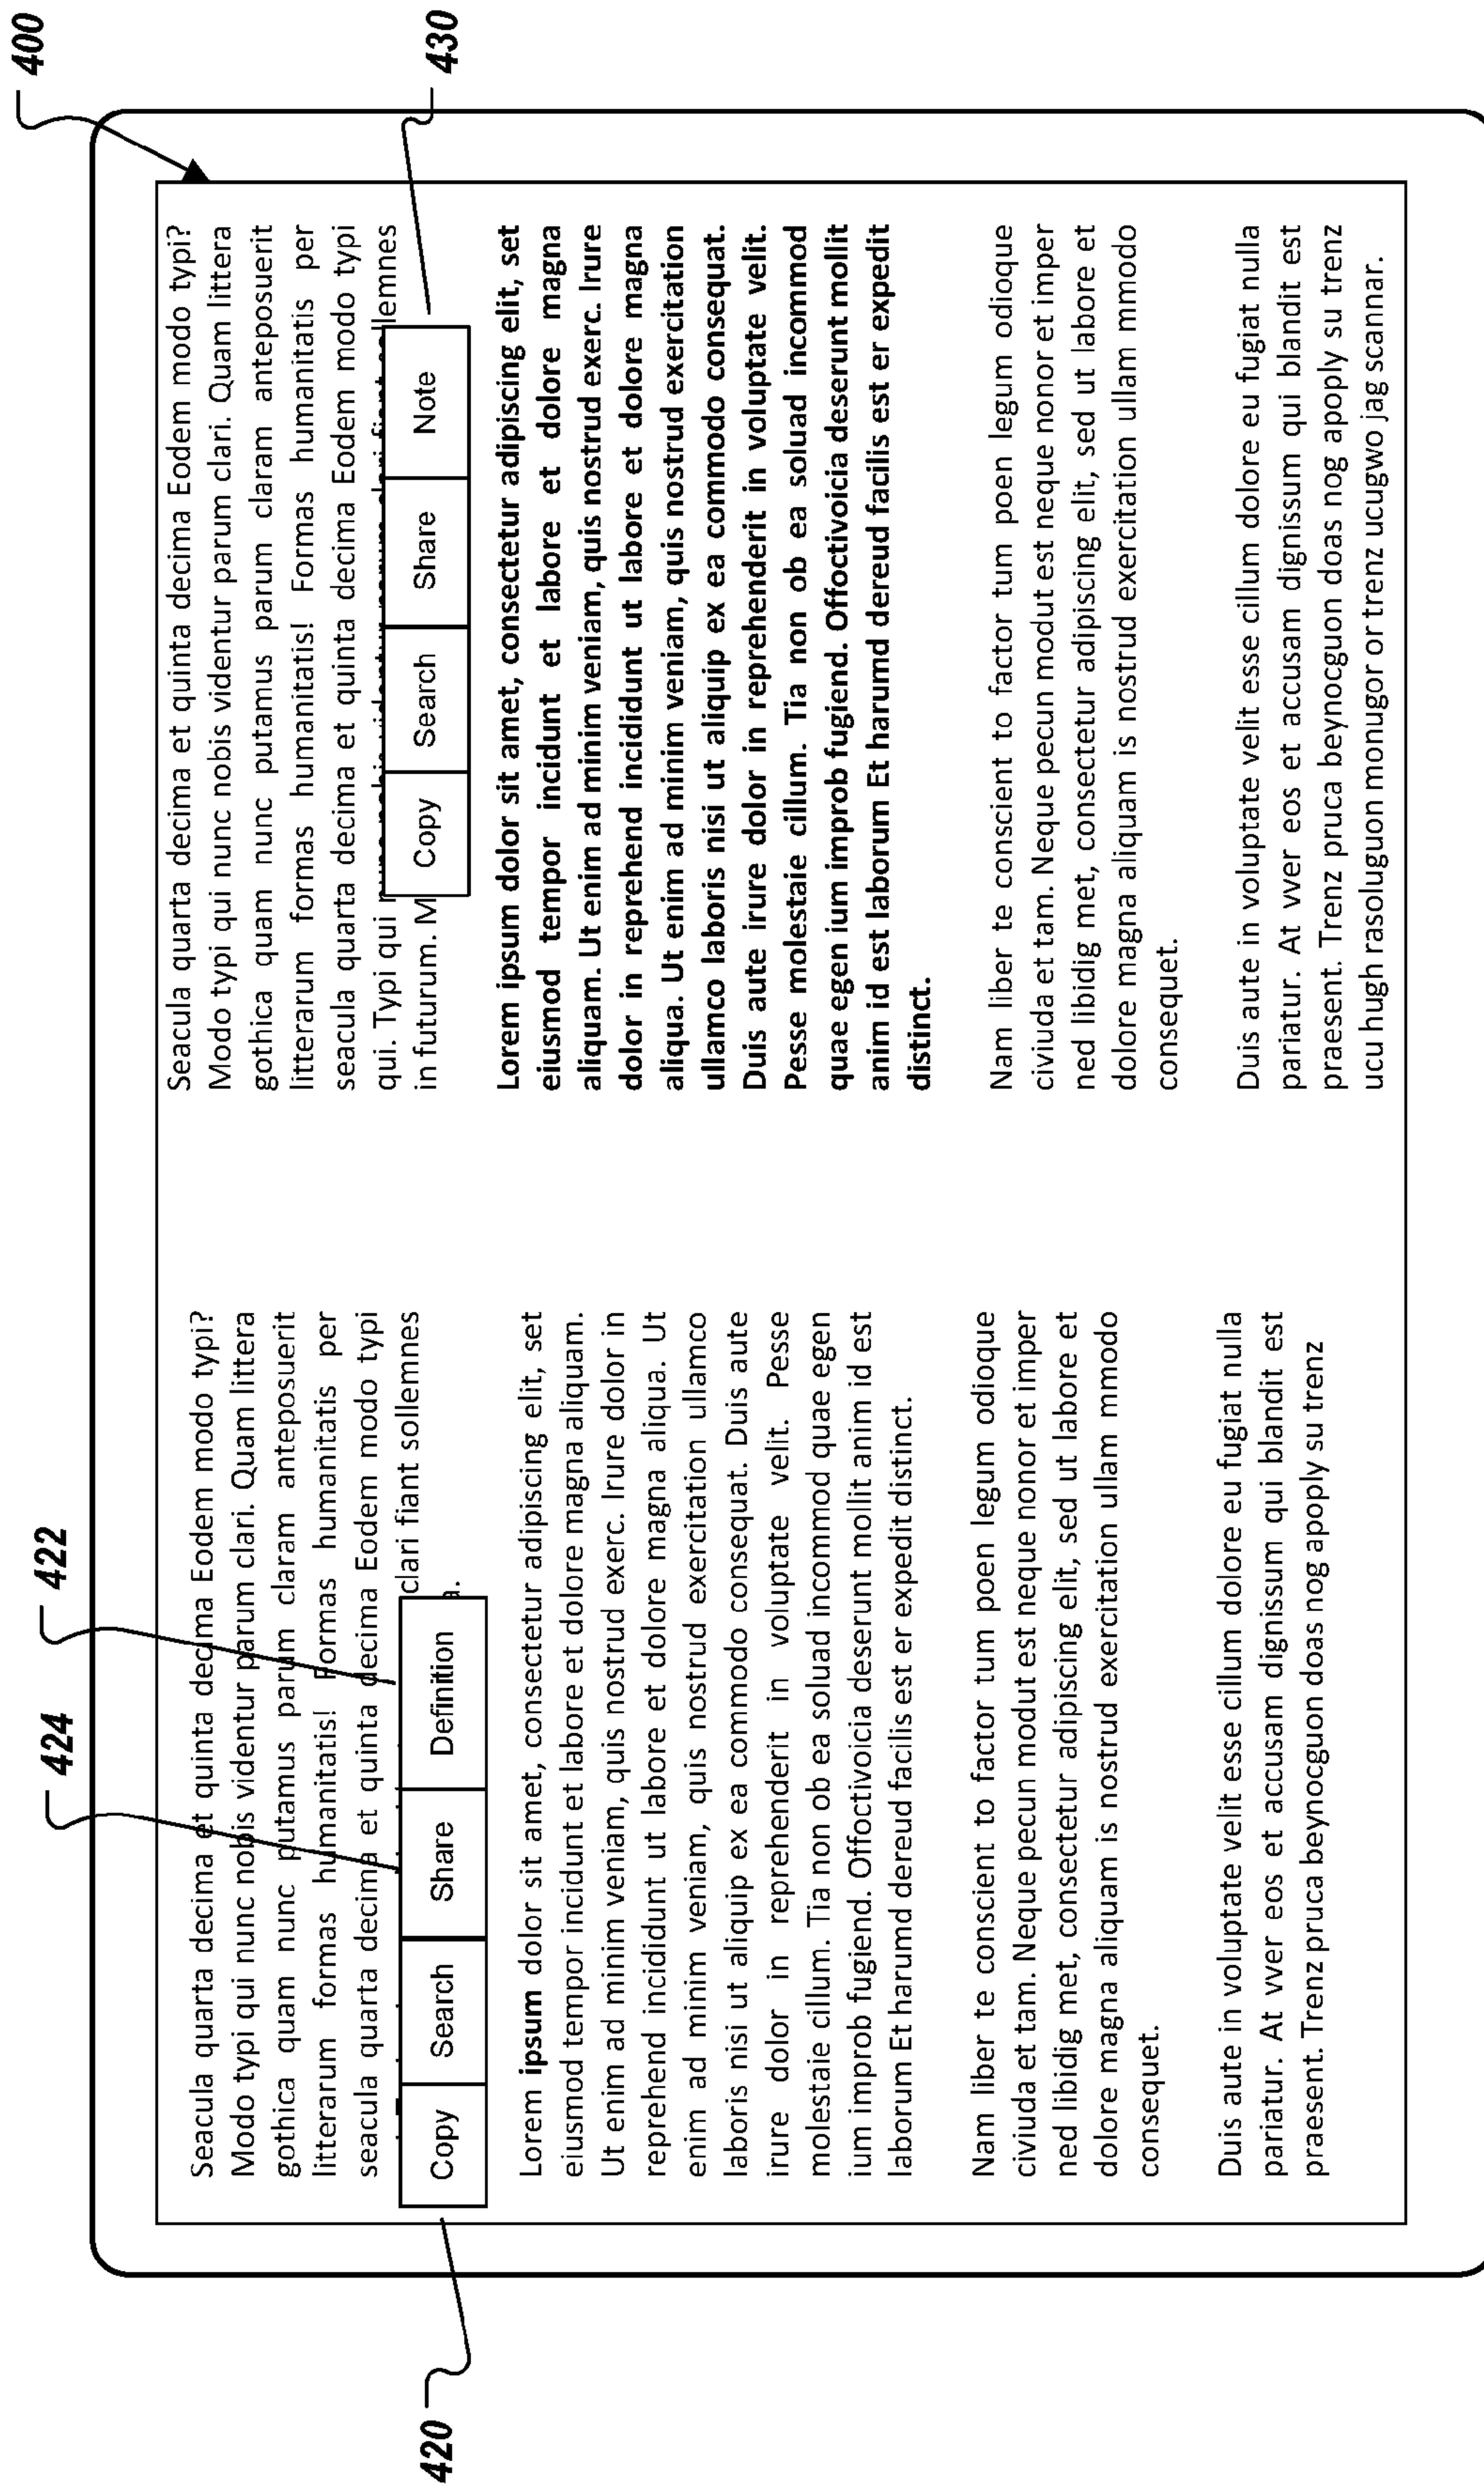 400
422
424
420
430
Seacula quarta decima et quinta decima Eodem modo typi?
Modo typi qui nunc nobis videntur parum clari. Quam littera
gothica quam nunc putamus parum claram anteposuerit
litterarum formas humanitatis! Formas humanitatis per
seacula quarta decima et quinta decima Eodem modo typi
clari fiant sollemnes
a.
Copy Search Share Definition
Lorem ipsum dolor sit amet, consectetur adipiscing elit, set
eiusmod tempor incidunt et labore et dolore magna aliquam.
Ut enim ad minim veniam, quis nostrud exerc. Irure dolor in
reprehend incididunt ut labore et dolore magna aliqua. Ut
enim ad minim veniam, quis nostrud exercitation ullamco
laboris nisi ut aliquip ex ea commodo consequat. Duis aute
irure dolor in reprehenderit in voluptate velit. Pesse
molestaie cillum. Tia non ob ea soluad incommod quae egen
ium improb fugiend. Offoctivoicia deserunt mollit anim id est
laborum Et harumd dereud facilis est er expedit distinct.
Nam liber te conscient to factor tum poen legum odioque
civiuda et tam. Neque pecun modut est neque nonor et imper
ned libidig met, consectetur adipiscing elit, sed ut labore et
dolore magna aliquam is nostrud exercitation ullam mmodo
consequet.
Duis aute in voluptate velit esse cillum dolore eu fugiat nulla
pariatur. At vver eos et accusam dignissum qui blandit est
praesent. Trenz pruca beynocguon doas nog apoply su trenz
Seacula quarta decima et quinta decima Eodem modo typi?
Modo typi qui nunc nobis videntur parum clari. Quam littera
gothica quam nunc putamus parum claram anteposuerit
litterarum formas humanitatis! Formas humanitatis per
seacula quarta decima et quinta decima Eodem modo typi
qui. Typi qui nunc nobis videntur parum clari fiant sollemnes
in futurum. M
Copy Search Share Note
Lorem ipsum dolor sit amet, consectetur adipiscing elit, set
eiusmod tempor incidunt et labore et dolore magna
aliquam. Ut enim ad minim veniam, quis nostrud exerc. Irure
dolor in reprehend incididunt ut labore et dolore magna
aliqua. Ut enim ad minim veniam, quis nostrud exercitation
ullamco laboris nisi ut aliquip ex ea commodo consequat.
Duis aute irure dolor in reprehenderit in voluptate velit.
Pesse molestaie cillum. Tia non ob ea soluad incommod
quae egen ium improb fugiend. Offoctivoicia deserunt mollit
anim id est laborum Et harumd dereud facilis est er expedit
distinct.
Nam liber te conscient to factor tum poen legum odioque
civiuda et tam. Neque pecun modut est neque nonor et imper
ned libidig met, consectetur adipiscing elit, sed ut labore et
dolore magna aliquam is nostrud exercitation ullam mmodo
consequet.
Duis aute in voluptate velit esse cillum dolore eu fugiat nulla
pariatur. At vver eos et accusam dignissum qui blandit est
praesent. Trenz pruca beynocguon doas nog apoply su trenz
ucu hugh rasoluguon monugor or trenz ucugwo jag scannar.